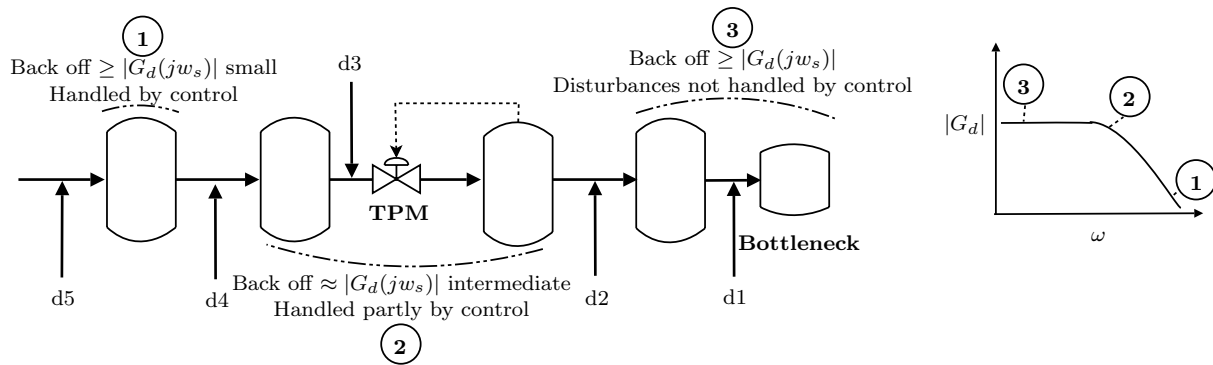 1
Back off ≥ |G_d(jw_s)| small
Handled by control
d3
3
Back off ≥ |G_d(jw_s)|
Disturbances not handled by control
TPM
Bottleneck
d5
d4
Back off ≈ |G_d(jw_s)| intermediate
Handled partly by control
2
d2
d1
3
2
|G_d|
1
ω